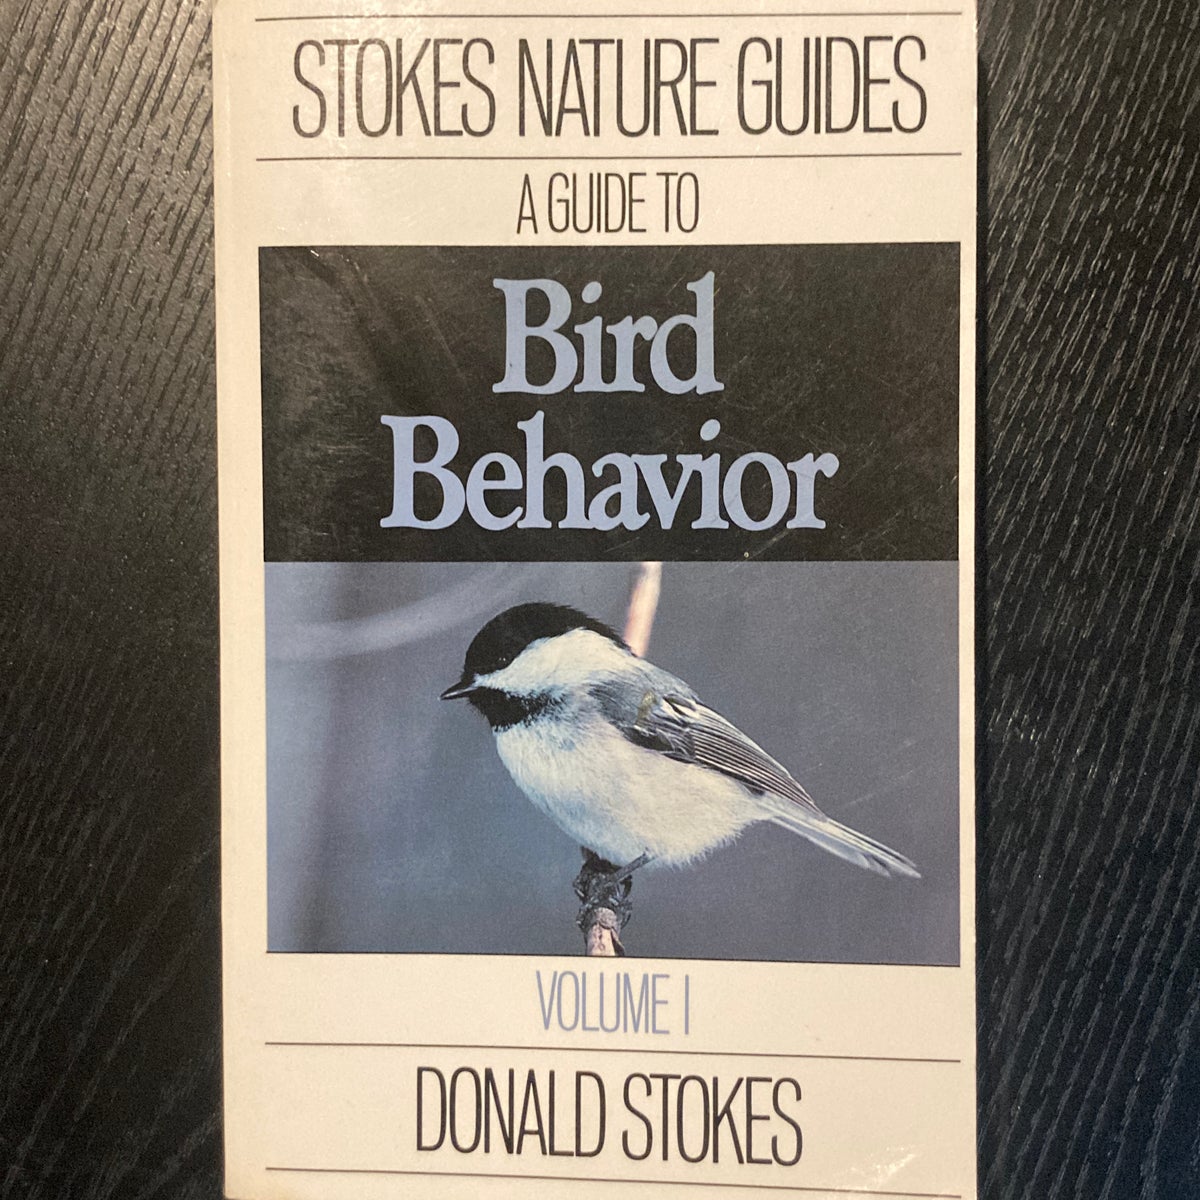 STOKES NATURE GUIDES
A GUIDE TO
Bird
Behavior
VOLUME I
DONALD STOKES